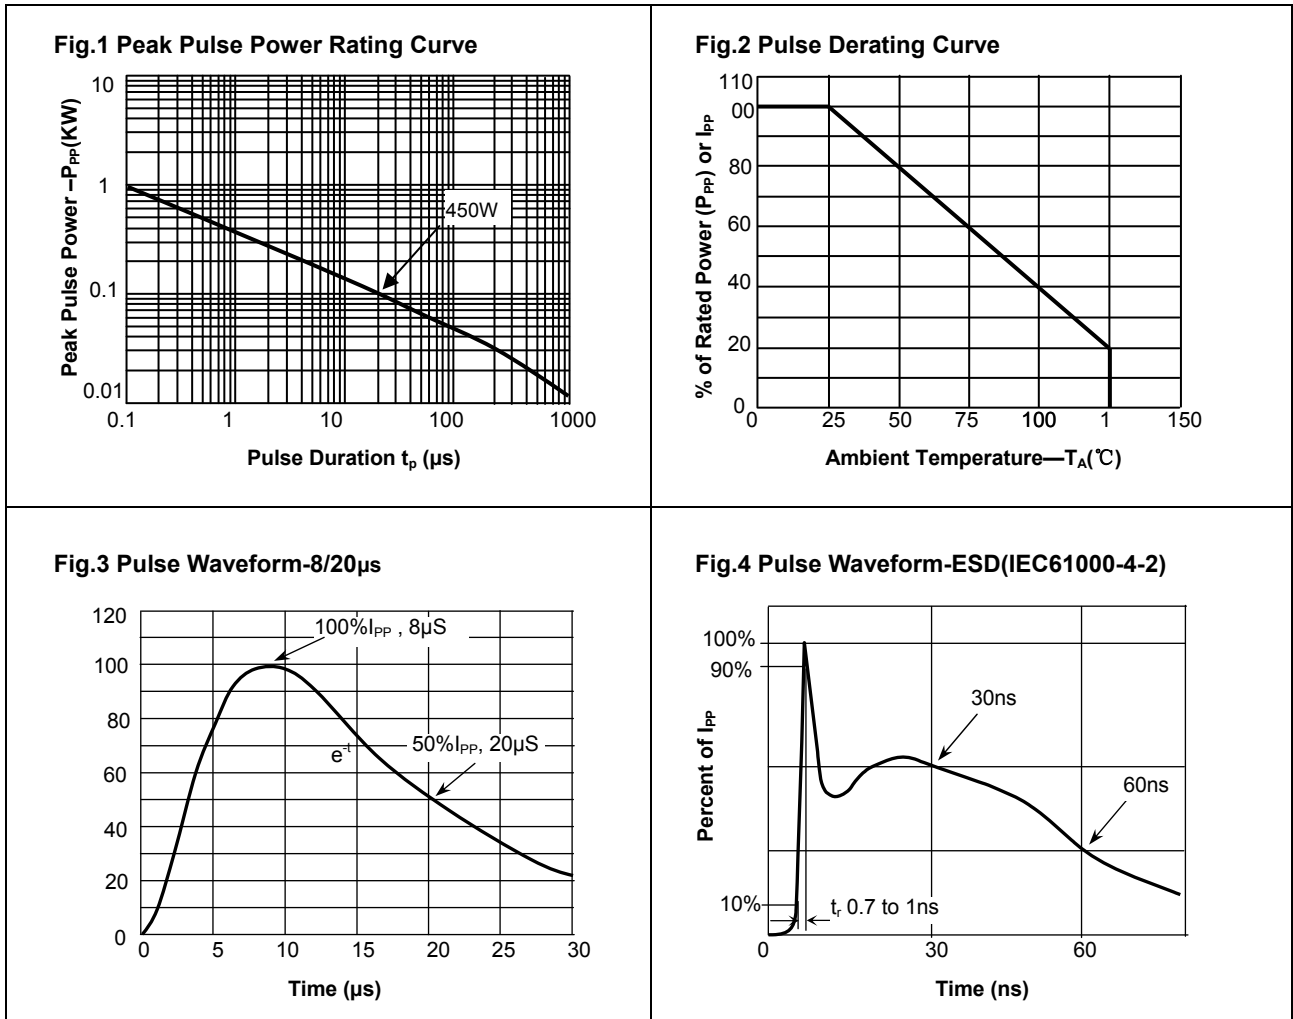 Fig.1 Peak Pulse Power Rating Curve
Peak Pulse Power –PPP(KW)
10
1
0.1
0.01
450W
0.1 1 10 100 1000
Pulse Duration tp (µs)
Fig.2 Pulse Derating Curve
% of Rated Power (PPP) or IPP
110
00
80
60
40
20
0
0 25 50 75 100 1 150
Ambient Temperature—TA(℃)
Fig.3 Pulse Waveform-8/20µs
120
100
80
60
40
20
0
100%IPP , 8µS
e-t
50%IPP, 20µS
0 5 10 15 20 25 30
Time (µs)
Fig.4 Pulse Waveform-ESD(IEC61000-4-2)
Percent of IPP
100%
90%
10%
30ns
60ns
tr 0.7 to 1ns
0 30 60
Time (ns)